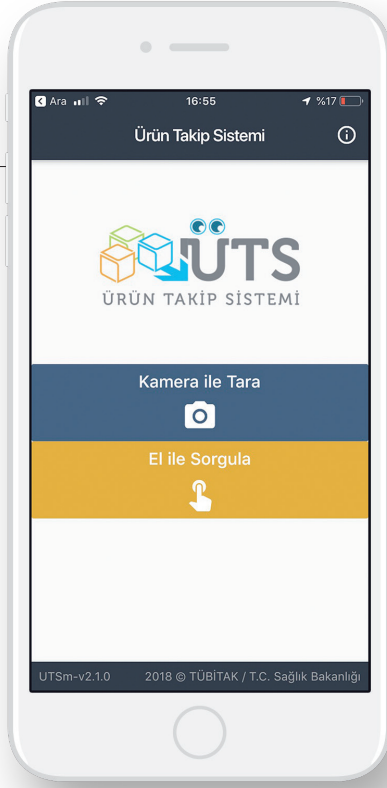 Ara 16:55 %17
Ürün Takip Sistemi
ÜTS
ÜRÜN TAKİP SİSTEMİ
Kamera ile Tara
El ile Sorgula
UTSm-v2.1.0 2018 © TÜBİTAK / T.C. Sağlık Bakanlığı